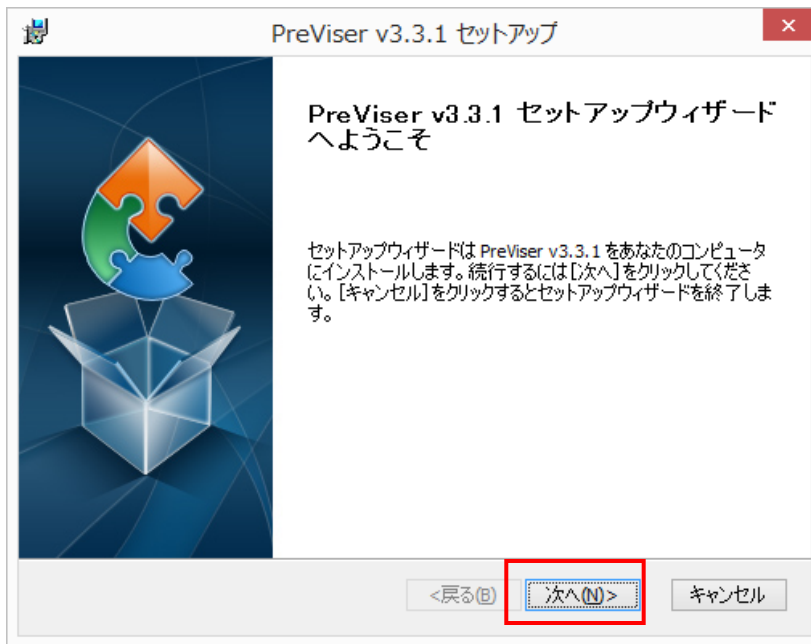 PreViser v3.3.1 セットアップ
PreViser v3.3.1 セットアップウィザード
へようこそ
セットアップウィザードは PreViser v3.3.1 をあなたのコンピュータ
にインストールします。続行するには[次へ]をクリックしてくださ
い。[キャンセル]をクリックするとセットアップウィザードを終了しま
す。
<戻る(B)
次へ(N)>
キャンセル